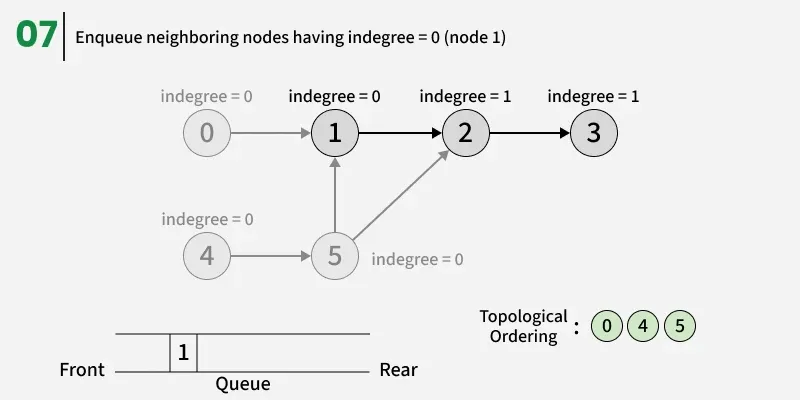 07
Enqueue neighboring nodes having indegree = 0 (node 1)
indegree = 0
indegree = 0
indegree = 1
indegree = 1
0
1
2
3
indegree = 0
4
5
indegree = 0
Topological
Ordering
:
0 4 5
1
Front
Rear
Queue